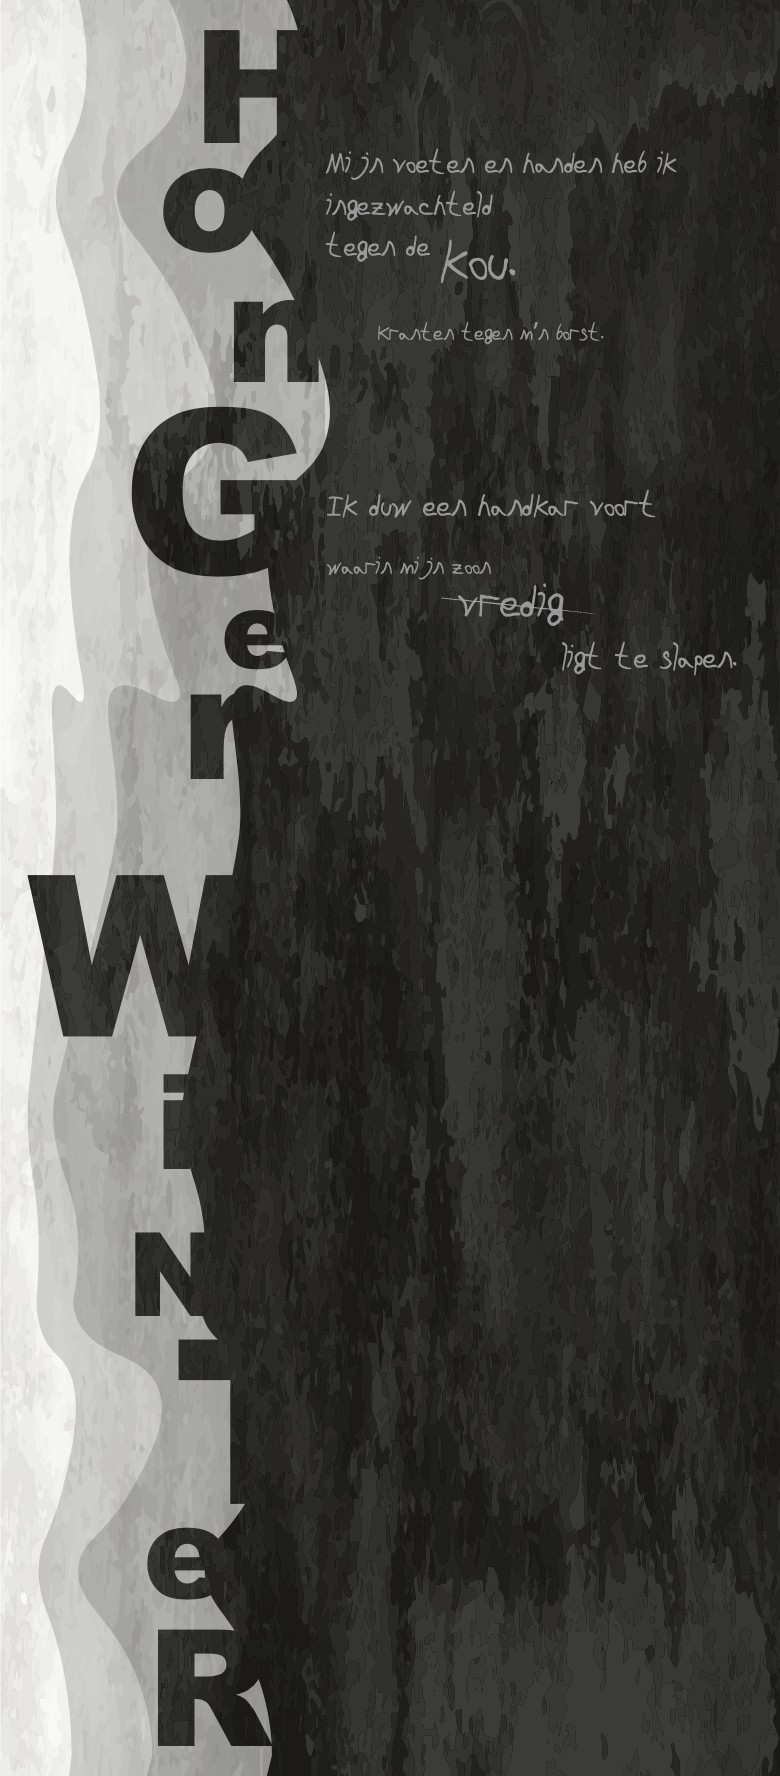 HonGer
WiNTeR
Mijn voeten en handen heb ik
ingezwachteld
tegen de kou.
kranten tegen m'n borst.
Ik duw een handkar voort
waarin mijn zoon
vredig
ligt te slapen.